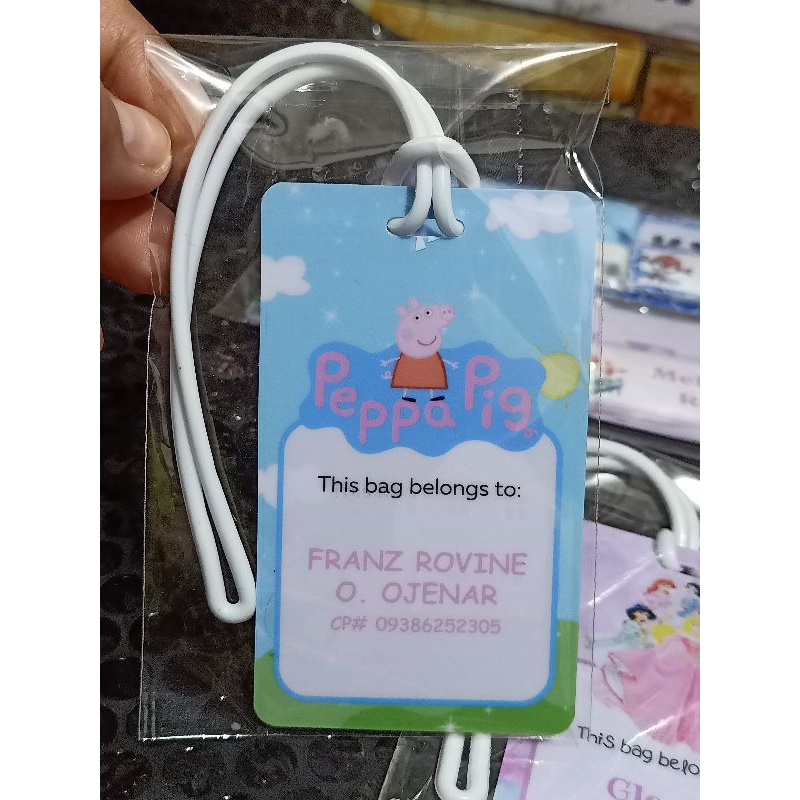 Peppa Pig
This bag belongs to:
FRANZ ROVINE
O. OJENAR
CP# 09386252305
This bag